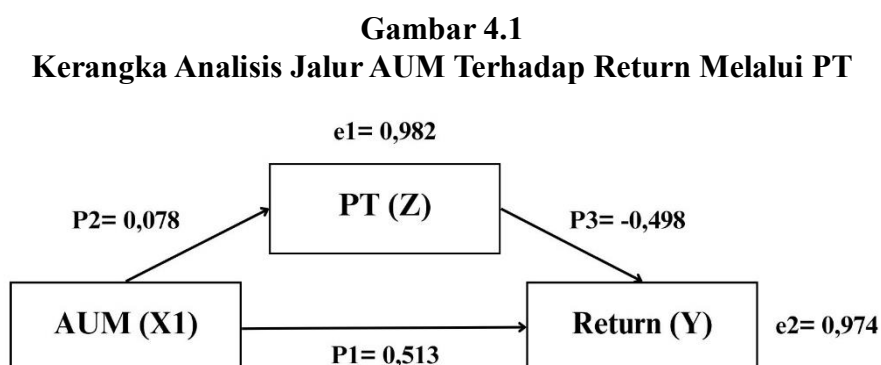 Gambar 4.1
Kerangka Analisis Jalur AUM Terhadap Return Melalui PT
e1= 0,982
PT (Z)
P2= 0,078
P3= -0,498
AUM (X1)
Return (Y)
e2= 0,974
P1= 0,513